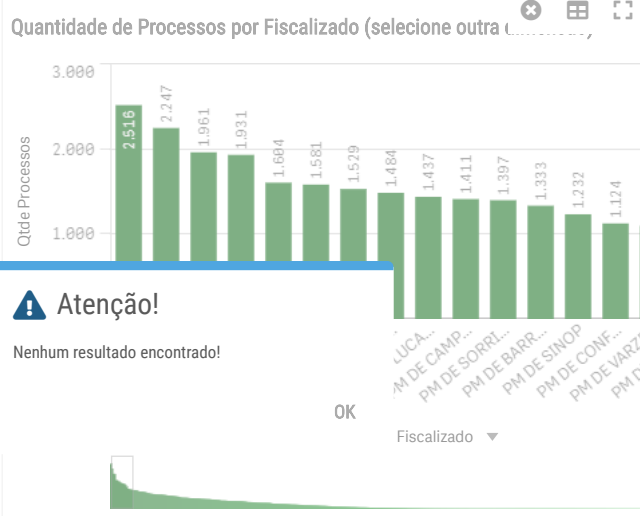 Quantidade de Processos por Fiscalizado (selecione outra
3.000
2.000
1.000
Qtde Processos
2.516
2.247
1.961
1.931
1.604
1.581
1.529
1.484
1.437
1.411
1.397
1.333
1.232
1.124
LUCA...
PM DE CAMP...
PM DE SORRI...
PM DE BARR...
PM DE SINOP
PM DE CONF...
PM DE VARZ
PM D
Fiscalizado
Atenção!
Nenhum resultado encontrado!
OK